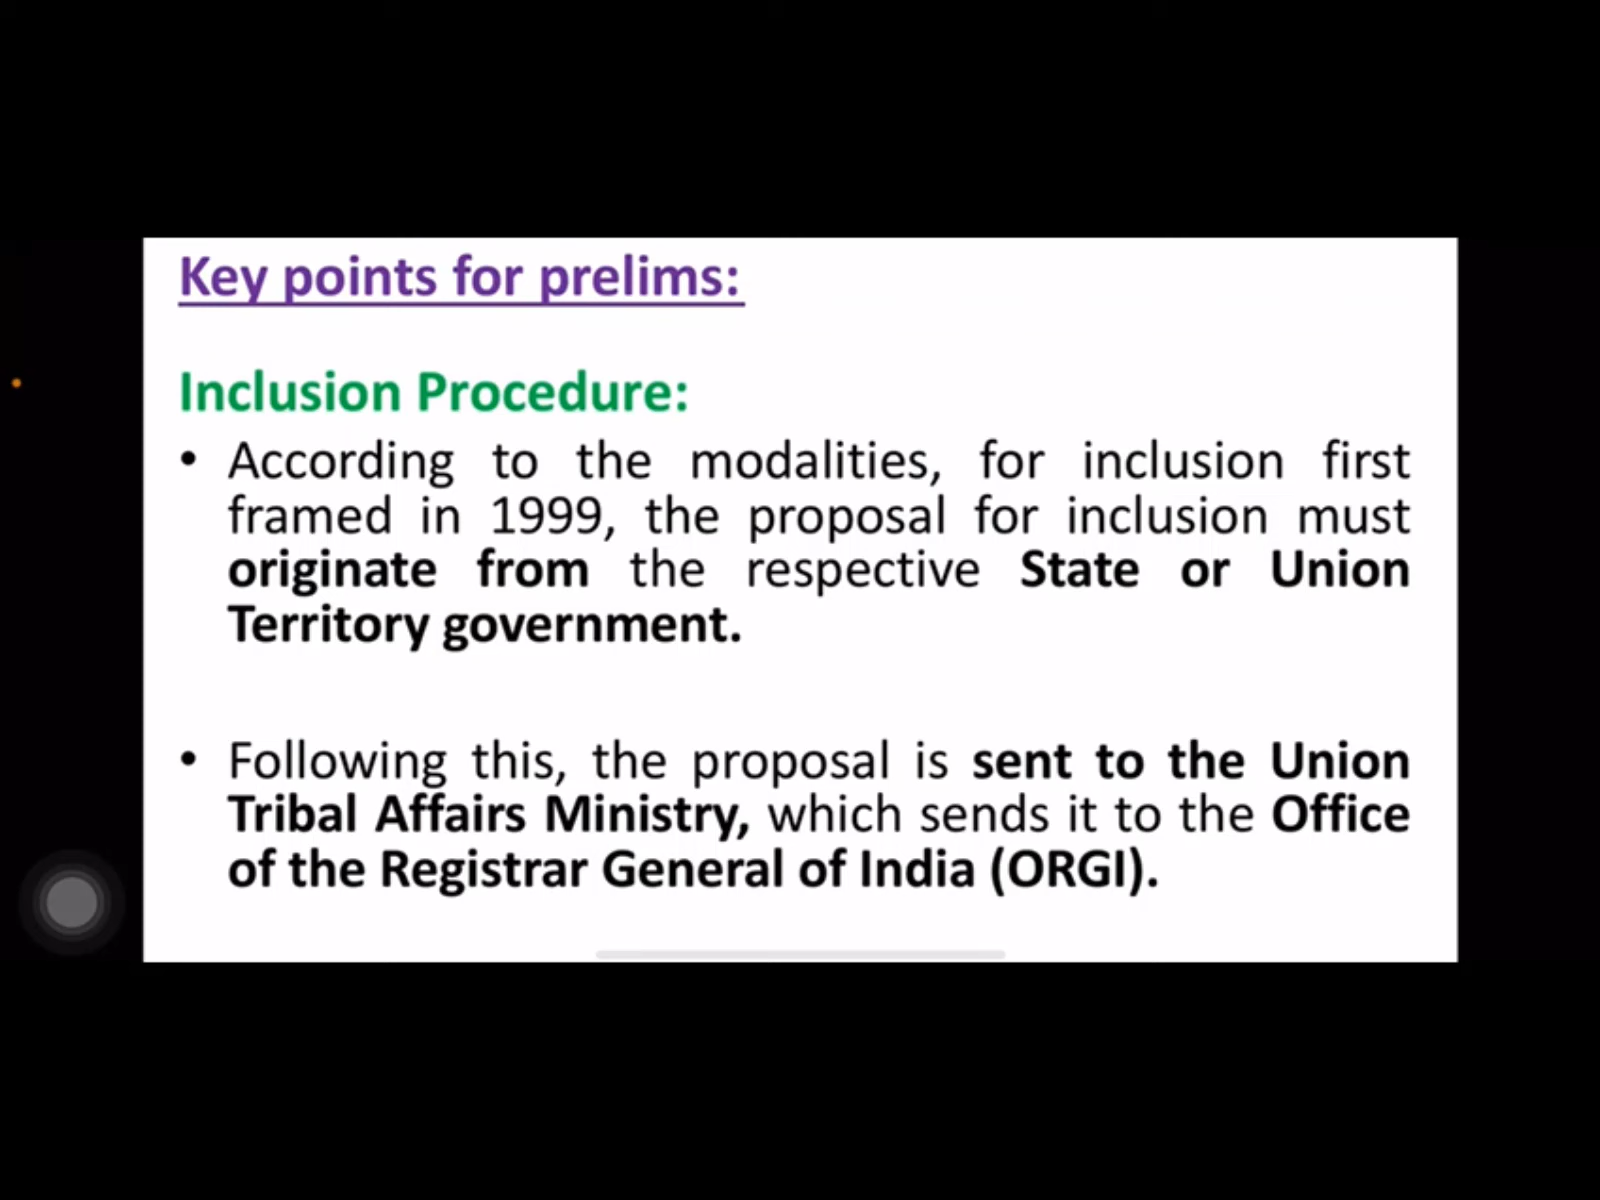 Key points for prelims:
Inclusion Procedure:
• According to the modalities, for inclusion first
framed in 1999, the proposal for inclusion must
originate from the respective State or Union
Territory government.
• Following this, the proposal is sent to the Union
Tribal Affairs Ministry, which sends it to the Office
of the Registrar General of India (ORGI).